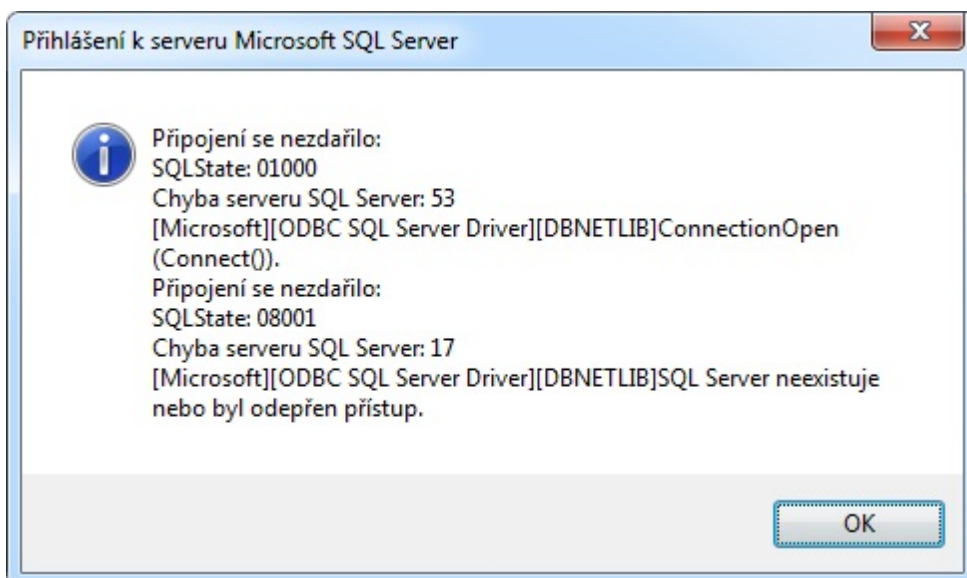 Přihlášení k serveru Microsoft SQL Server
Připojení se nezdařilo:
SQLState: 01000
Chyba serveru SQL Server: 53
[Microsoft][ODBC SQL Server Driver][DBNETLIB]ConnectionOpen
(Connect()).
Připojení se nezdařilo:
SQLState: 08001
Chyba serveru SQL Server: 17
[Microsoft][ODBC SQL Server Driver][DBNETLIB]SQL Server neexistuje
nebo byl odepřen přístup.
OK